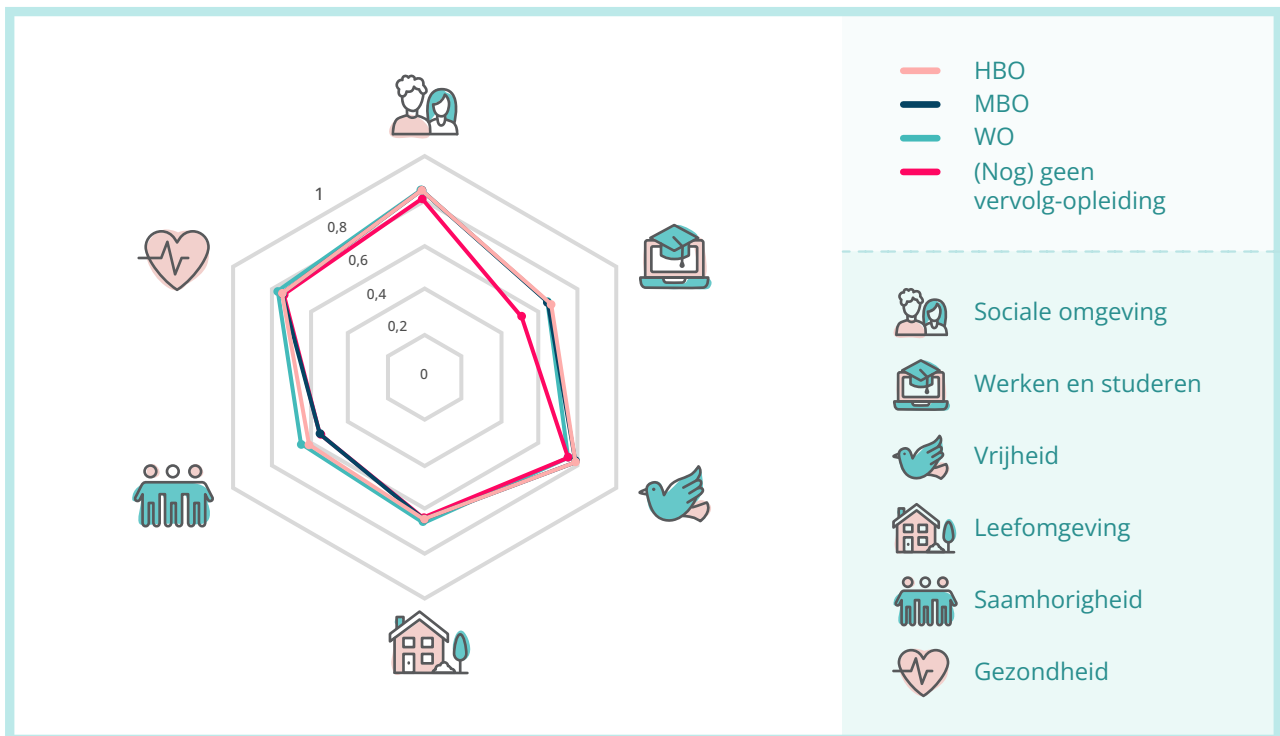 1
0,8
0,6
0,4
0,2
0
HBO
MBO
WO
(Nog) geen
vervolg-opleiding
Sociale omgeving
Werken en studeren
Vrijheid
Leefomgeving
Saamhorigheid
Gezondheid